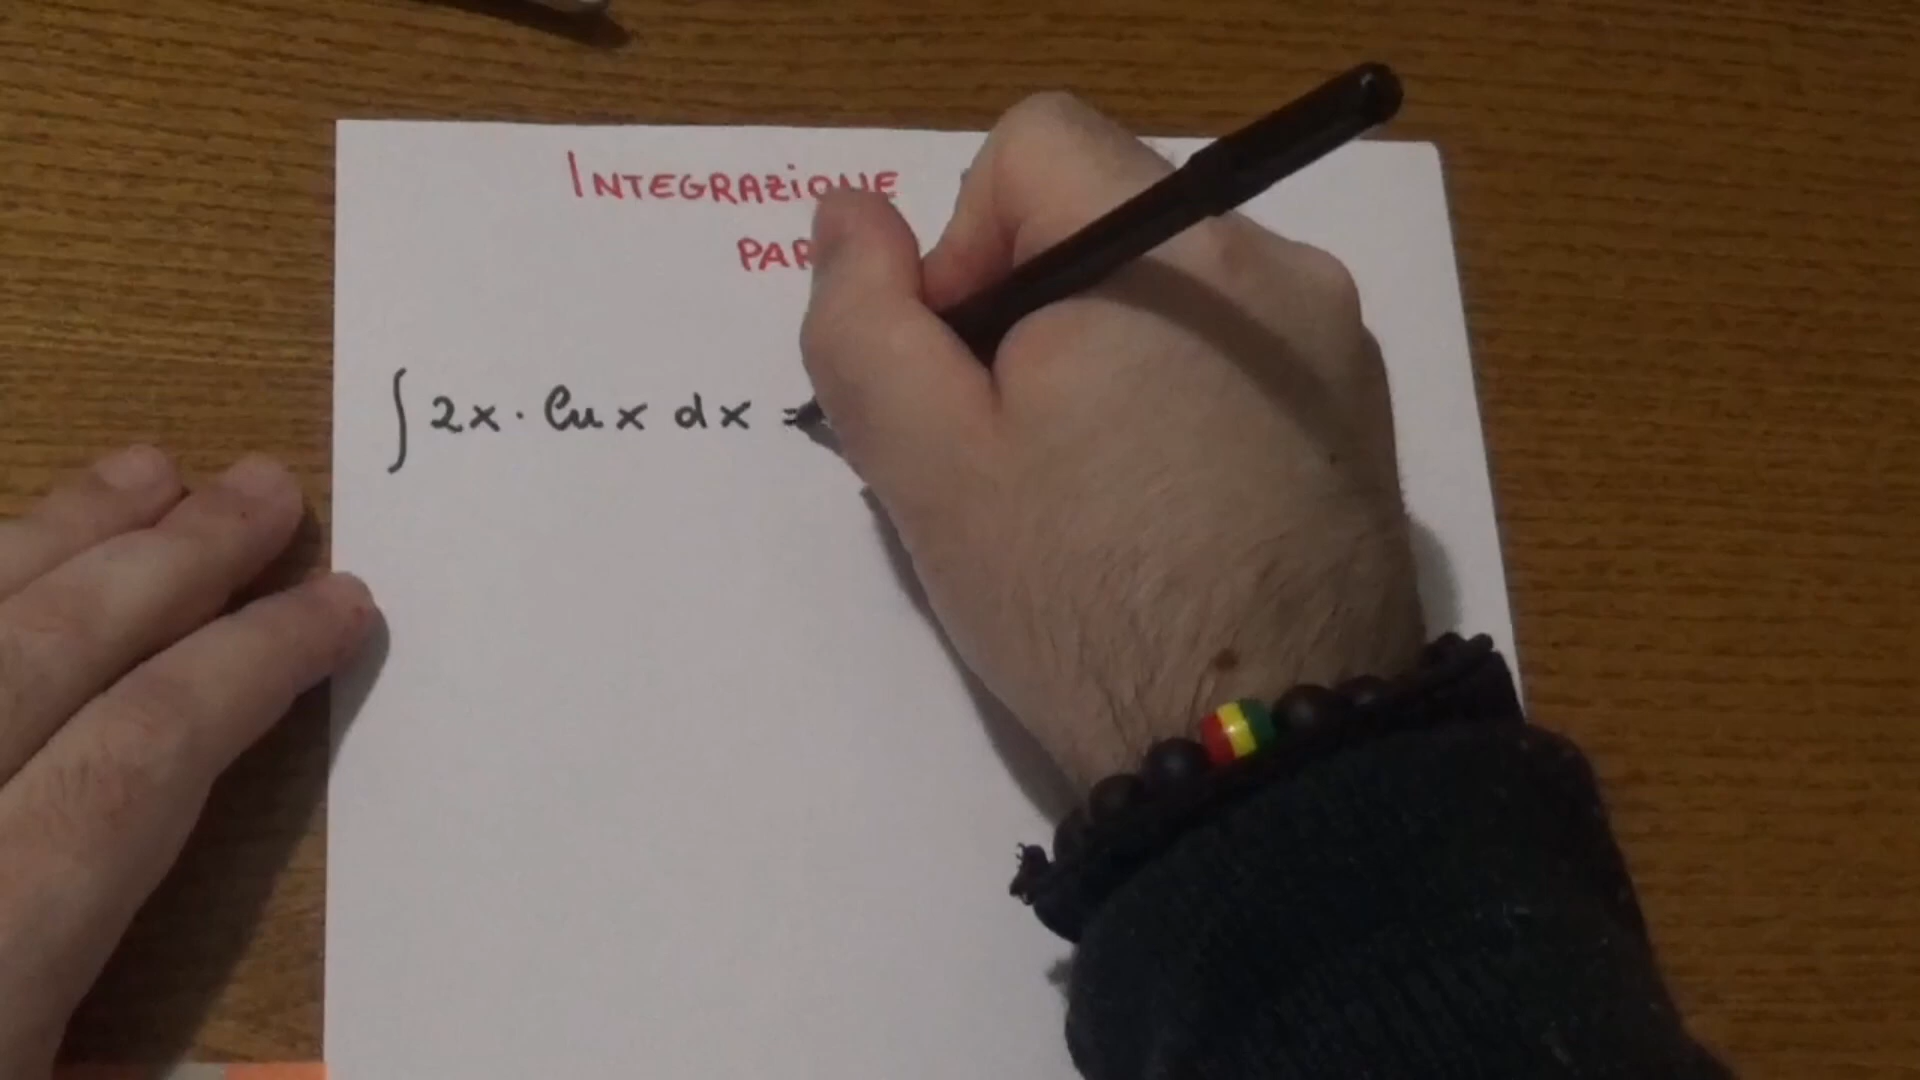 INTEGRAZIONE
∫ 2x · ln x dx =